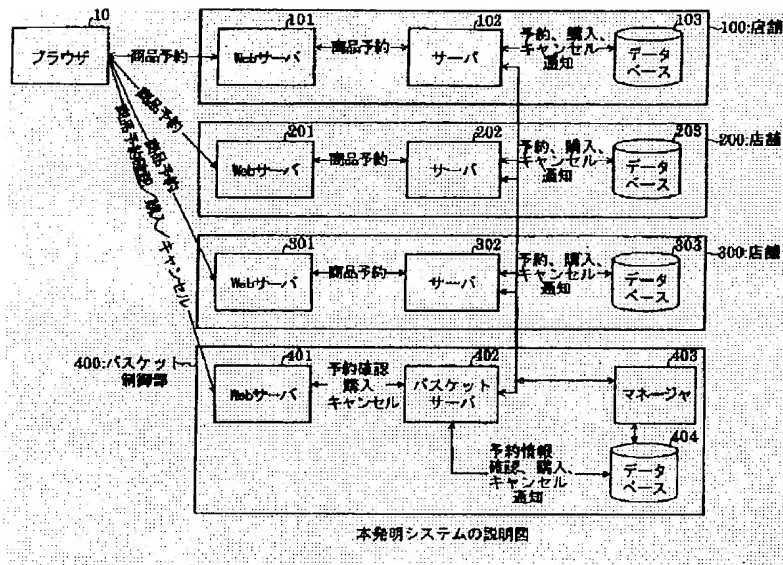 10
ブラウザ
商品予約
商品予約
商品予約
商品予約確認／購入／キャンセル
100:店舗
101
Webサーバ
商品予約
102
サーバ
予約、購入、
キャンセル
通知
103
データ
ベース
200:店舗
201
Webサーバ
商品予約
202
サーバ
予約、購入、
キャンセル
通知
203
データ
ベース
300:店舗
301
Webサーバ
商品予約
302
サーバ
予約、購入、
キャンセル
通知
303
データ
ベース
400:バスケット
制御部
401
Webサーバ
予約確認
購入
キャンセル
402
バスケット
サーバ
403
マネージャ
予約情報
確認、購入、
キャンセル
通知
404
データ
ベース
本発明システムの説明図